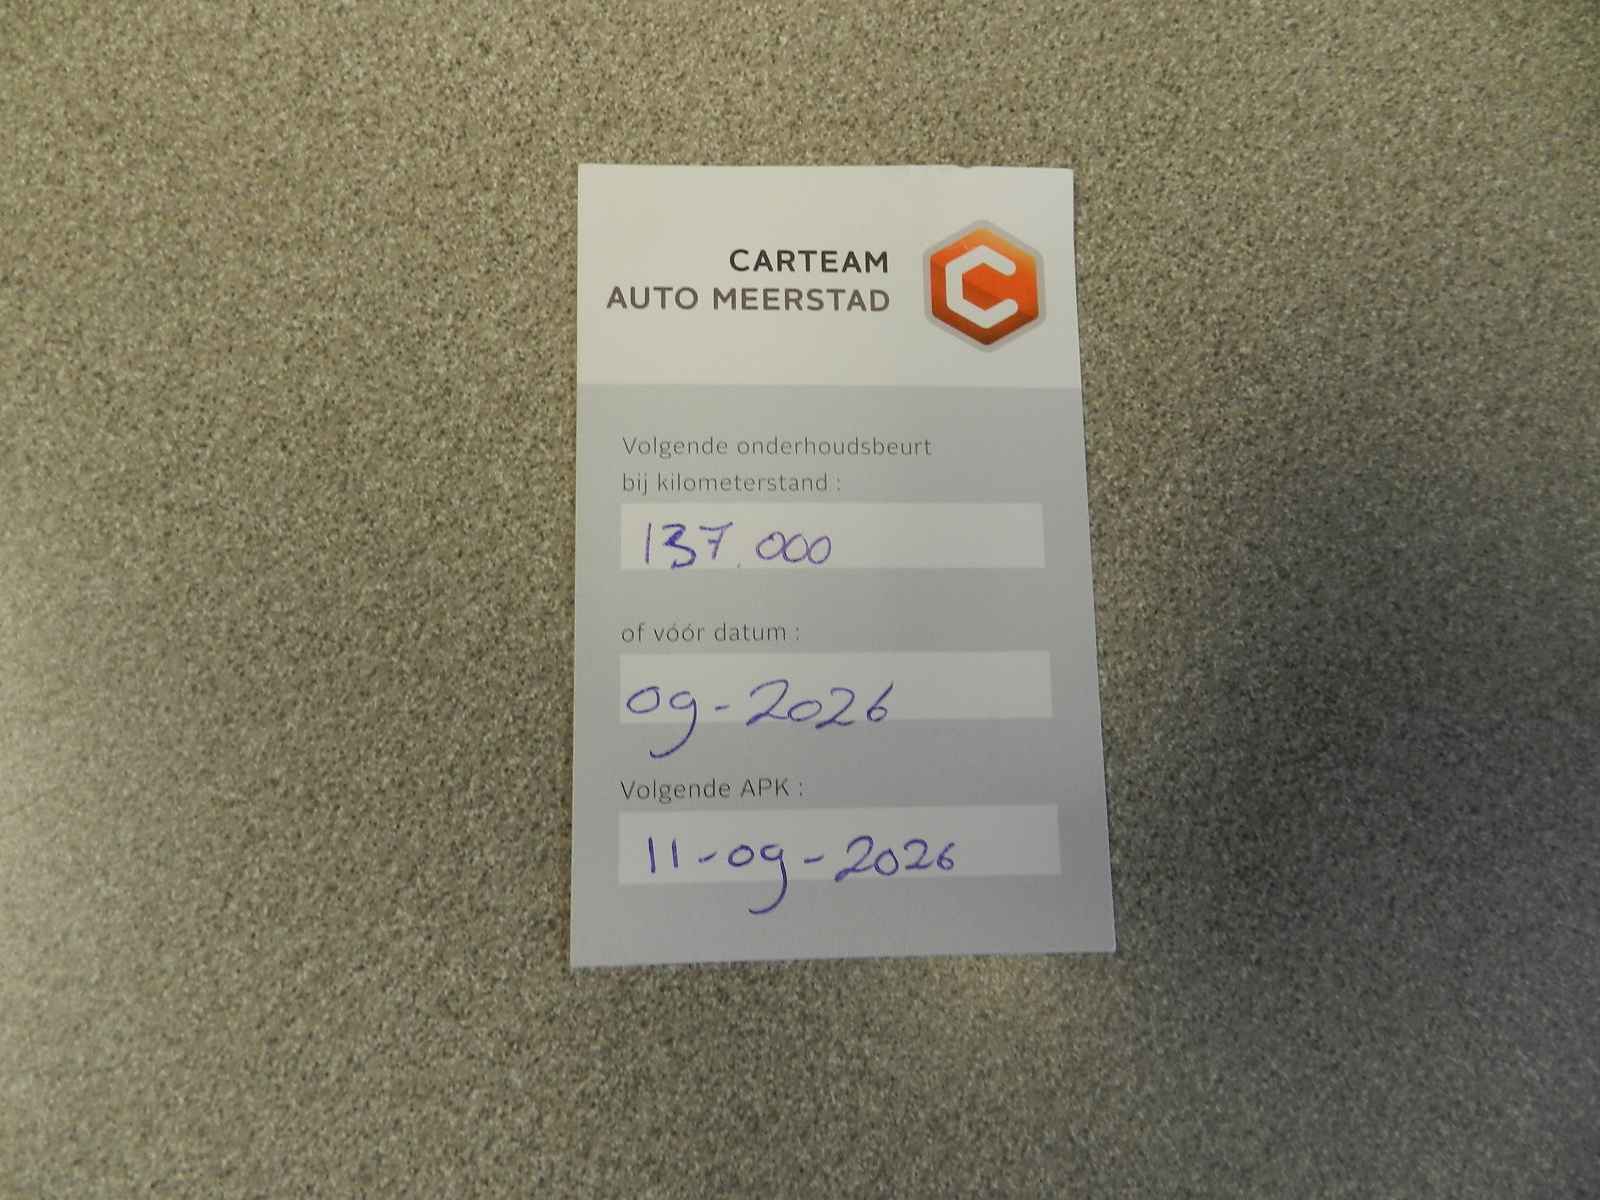 CARTEAM
AUTO MEERSTAD
Volgende onderhoudsbeurt
bij kilometerstand :
137.000
of vóór datum :
09-2026
Volgende APK :
11-09-2026